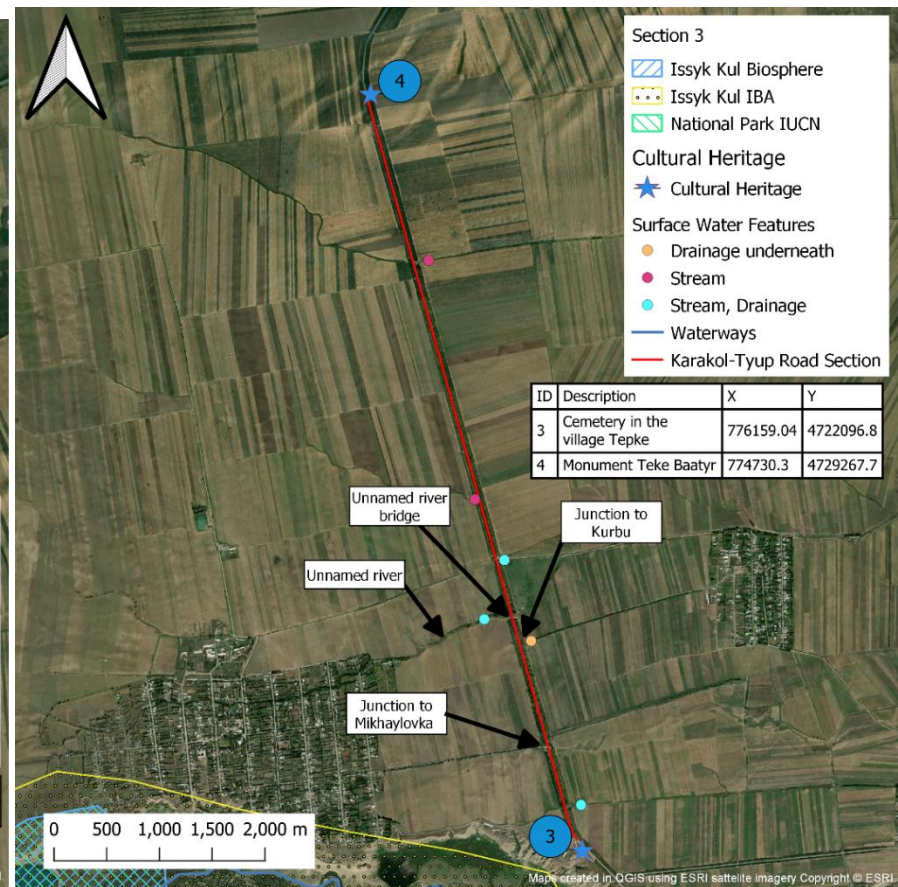 Section 3
Issyk Kul Biosphere
Issyk Kul IBA
National Park IUCN
Cultural Heritage
Cultural Heritage
Surface Water Features
Drainage underneath
Stream
Stream, Drainage
Waterways
Karakol-Tyup Road Section
4
ID Description X Y
3 Cemetery in the village Tepke 776159.04 4722096.8
4 Monument Teke Baatyr 774730.3 4729267.7
Unnamed river
bridge
Junction to
Kurbu
Unnamed river
Junction to
Mikhaylovka
3
0 500 1,000 1,500 2,000 m
Maps created in QGIS using ESRI sattelite imagery Copyright © ESRI